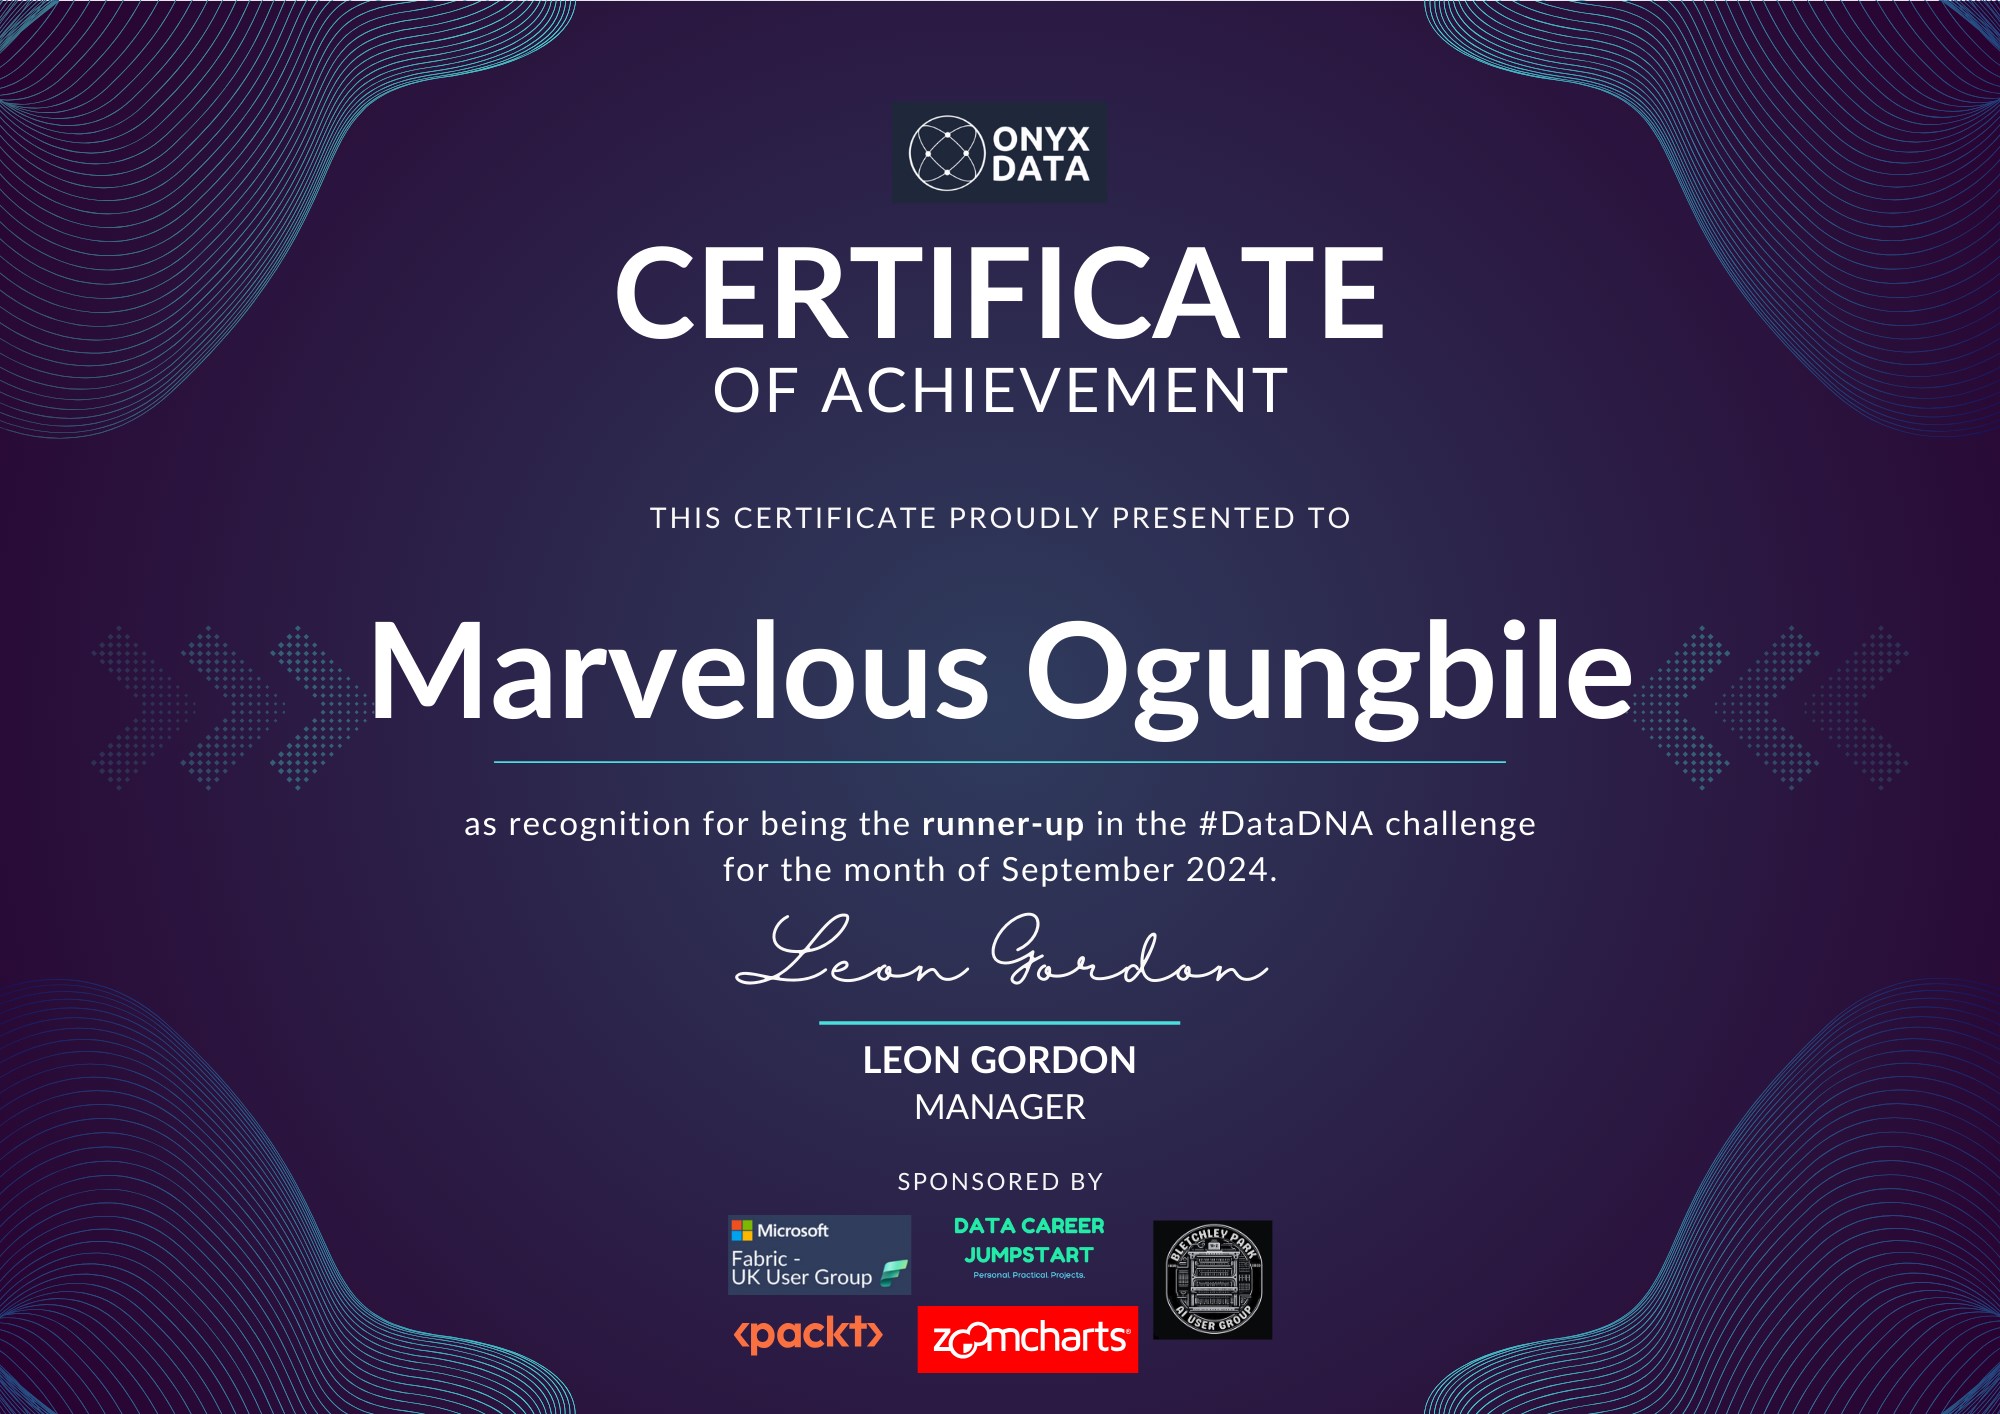 ONYX
DATA
CERTIFICATE
OF ACHIEVEMENT
THIS CERTIFICATE PROUDLY PRESENTED TO
Marvelous Ogungbile
as recognition for being the runner-up in the #DataDNA challenge
for the month of September 2024.
Leon Gordon
LEON GORDON
MANAGER
SPONSORED BY
Microsoft
Fabric -
UK User Group
DATA CAREER
JUMPSTART
Personal Practical Projects.
BLETCHLEY PARK
AI USER GROUP
<packt>
zoomcharts®